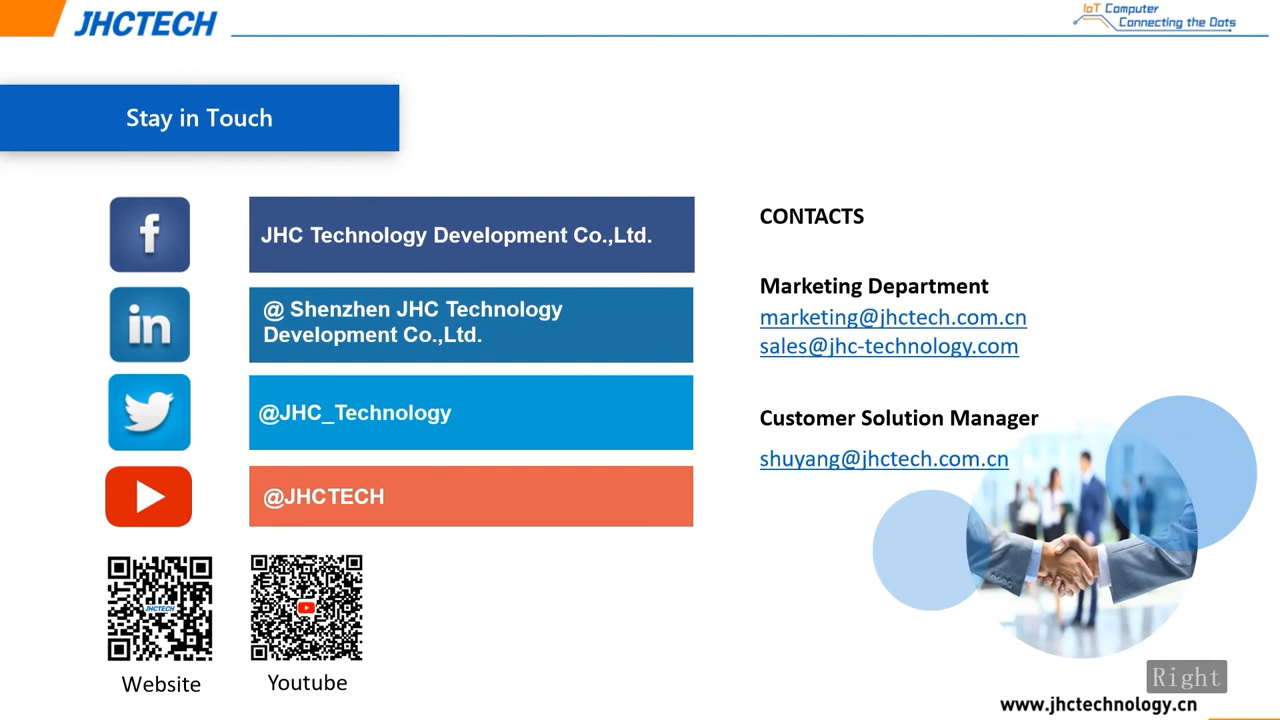 JHCTECH
IoT Computer
Connecting the Dots
Stay in Touch
f
JHC Technology Development Co.,Ltd.
in
@ Shenzhen JHC Technology
Development Co.,Ltd.
@JHC_Technology
@JHCTECH
CONTACTS
Marketing Department
marketing@jhctech.com.cn
sales@jhc-technology.com
Customer Solution Manager
shuyang@jhctech.com.cn
JHCTECH
Website
Youtube
Right
www.jhctechnology.cn